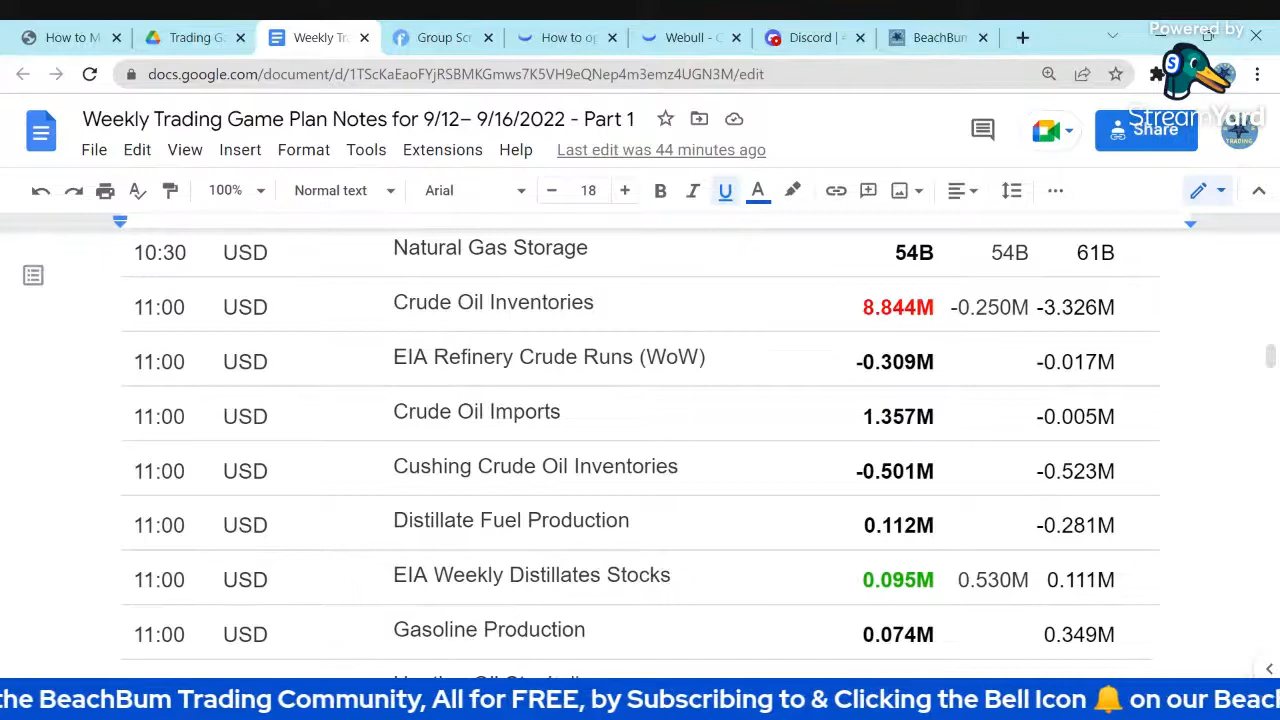 Powered by
How to M
Trading G
Weekly Tr
Group Sc
How to op
Webull - C
Discord | #
BeachBun
docs.google.com/document/d/1TScKaEaoFYjRSBMKGmws7K5VH9eQNep4m3emz4UGN3M/edit
StreamYard
Weekly Trading Game Plan Notes for 9/12– 9/16/2022 - Part 1
Share
File Edit View Insert Format Tools Extensions Help Last edit was 44 minutes ago
100% Normal text Arial 18 B I U A
10:30 USD Natural Gas Storage 54B 54B 61B
11:00 USD Crude Oil Inventories 8.844M -0.250M -3.326M
11:00 USD EIA Refinery Crude Runs (WoW) -0.309M -0.017M
11:00 USD Crude Oil Imports 1.357M -0.005M
11:00 USD Cushing Crude Oil Inventories -0.501M -0.523M
11:00 USD Distillate Fuel Production 0.112M -0.281M
11:00 USD EIA Weekly Distillates Stocks 0.095M 0.530M 0.111M
11:00 USD Gasoline Production 0.074M 0.349M
the BeachBum Trading Community, All for FREE, by Subscribing to & Clicking the Bell Icon 🔔 on our Beac